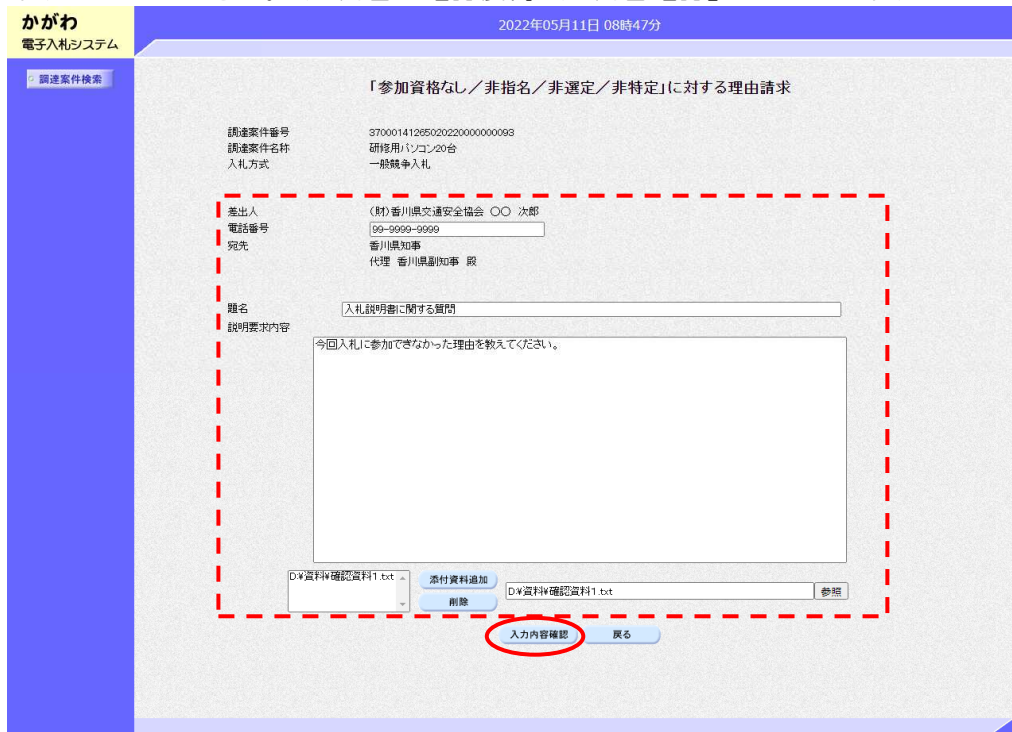 かがわ
電子入札システム
2022年05月11日 08時47分
調達案件検索
「参加資格なし／非指名／非選定／非特定」に対する理由請求
調達案件番号 37000141265020220000000093
調達案件名称 研修用パソコン20台
入札方式 一般競争入札
差出人 (財)香川県交通安全協会 〇〇 次郎
電話番号 99-9999-9999
宛先 香川県知事
代理 香川県副知事 殿
題名 入札説明書に関する質問
説明要求内容
今回入札に参加できなかった理由を教えてください。
D:¥資料¥確認資料1.txt 添付資料追加
削除 D:¥資料¥確認資料1.txt 参照
入力内容確認 戻る